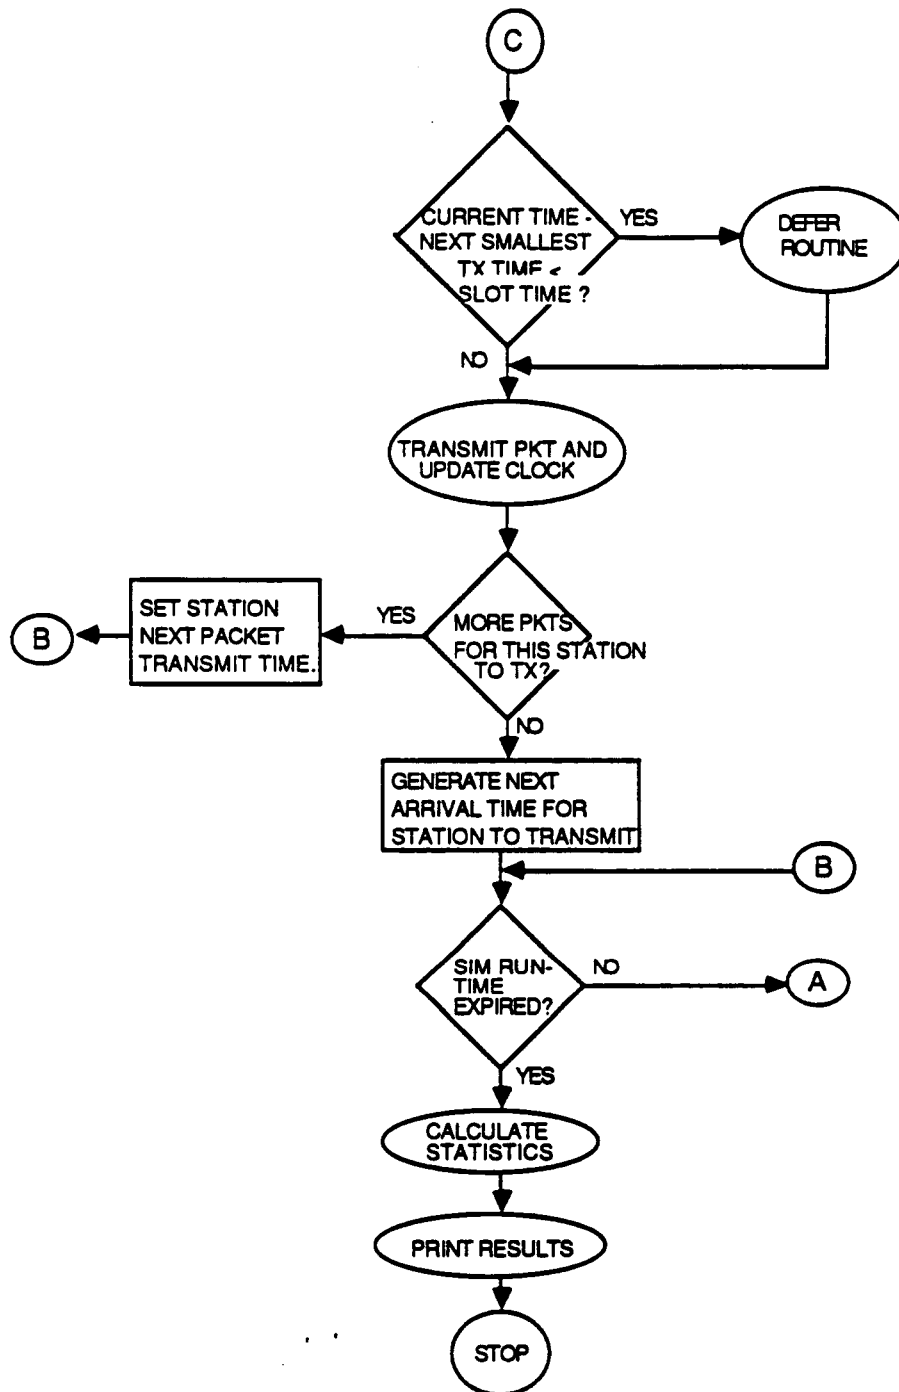 C
CURRENT TIME -
NEXT SMALLEST
TX TIME <
SLOT TIME ?
YES
DEFER
ROUTINE
NO
TRANSMIT PKT AND
UPDATE CLOCK
MORE PKTS
FOR THIS STATION
TO TX?
YES
SET STATION
NEXT PACKET
TRANSMIT TIME.
B
NO
GENERATE NEXT
ARRIVAL TIME FOR
STATION TO TRANSMIT
B
SIM RUN-
TIME
EXPIRED?
NO
A
YES
CALCULATE
STATISTICS
PRINT RESULTS
STOP